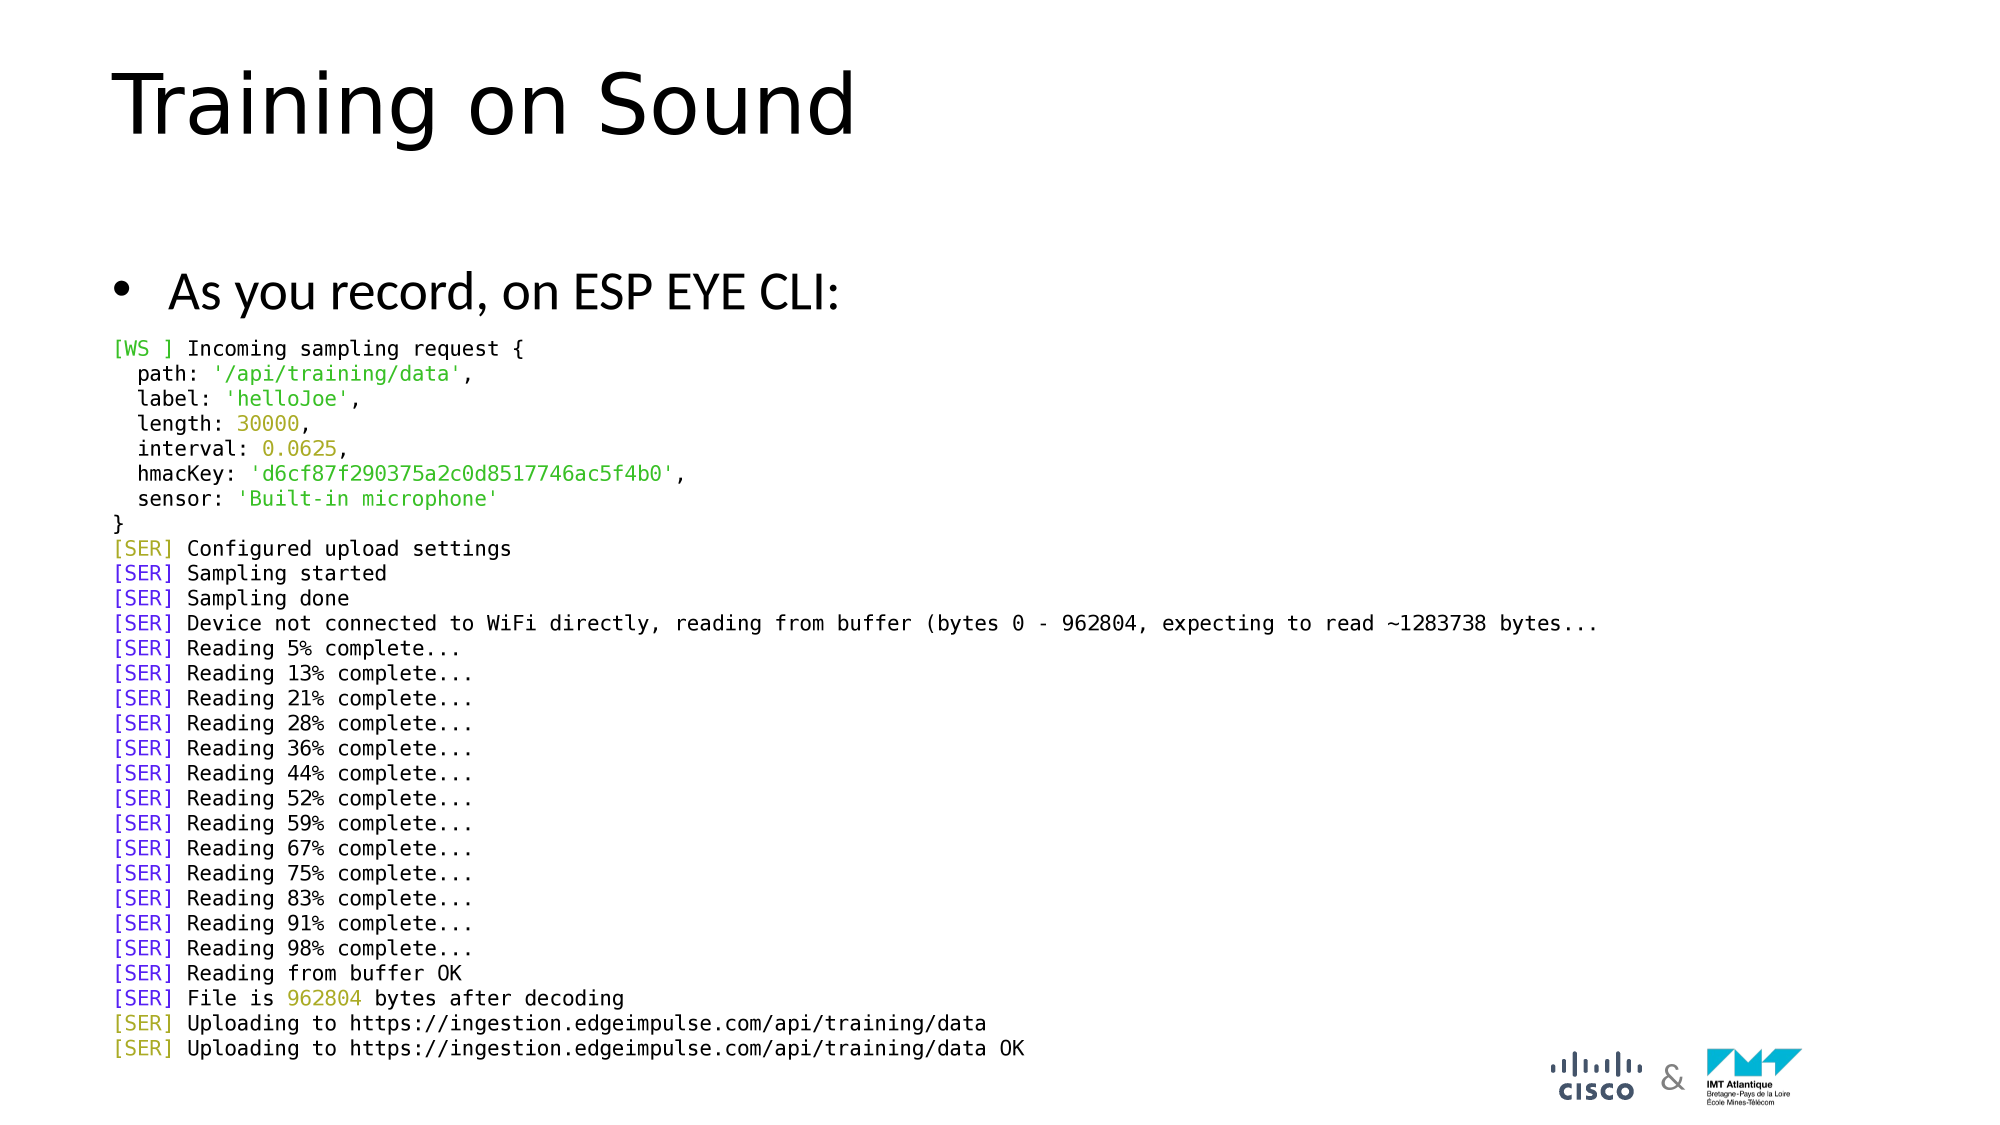 Training on Sound
• As you record, on ESP EYE CLI:
[WS ] Incoming sampling request {
  path: '/api/training/data',
  label: 'helloJoe',
  length: 30000,
  interval: 0.0625,
  hmacKey: 'd6cf87f290375a2c0d8517746ac5f4b0',
  sensor: 'Built-in microphone'
}
[SER] Configured upload settings
[SER] Sampling started
[SER] Sampling done
[SER] Device not connected to WiFi directly, reading from buffer (bytes 0 - 962804, expecting to read ~1283738 bytes...
[SER] Reading 5% complete...
[SER] Reading 13% complete...
[SER] Reading 21% complete...
[SER] Reading 28% complete...
[SER] Reading 36% complete...
[SER] Reading 44% complete...
[SER] Reading 52% complete...
[SER] Reading 59% complete...
[SER] Reading 67% complete...
[SER] Reading 75% complete...
[SER] Reading 83% complete...
[SER] Reading 91% complete...
[SER] Reading 98% complete...
[SER] Reading from buffer OK
[SER] File is 962804 bytes after decoding
[SER] Uploading to https://ingestion.edgeimpulse.com/api/training/data
[SER] Uploading to https://ingestion.edgeimpulse.com/api/training/data OK
CISCO & IMT Atlantique
Bretagne-Pays de la Loire
École Mines-Télécom